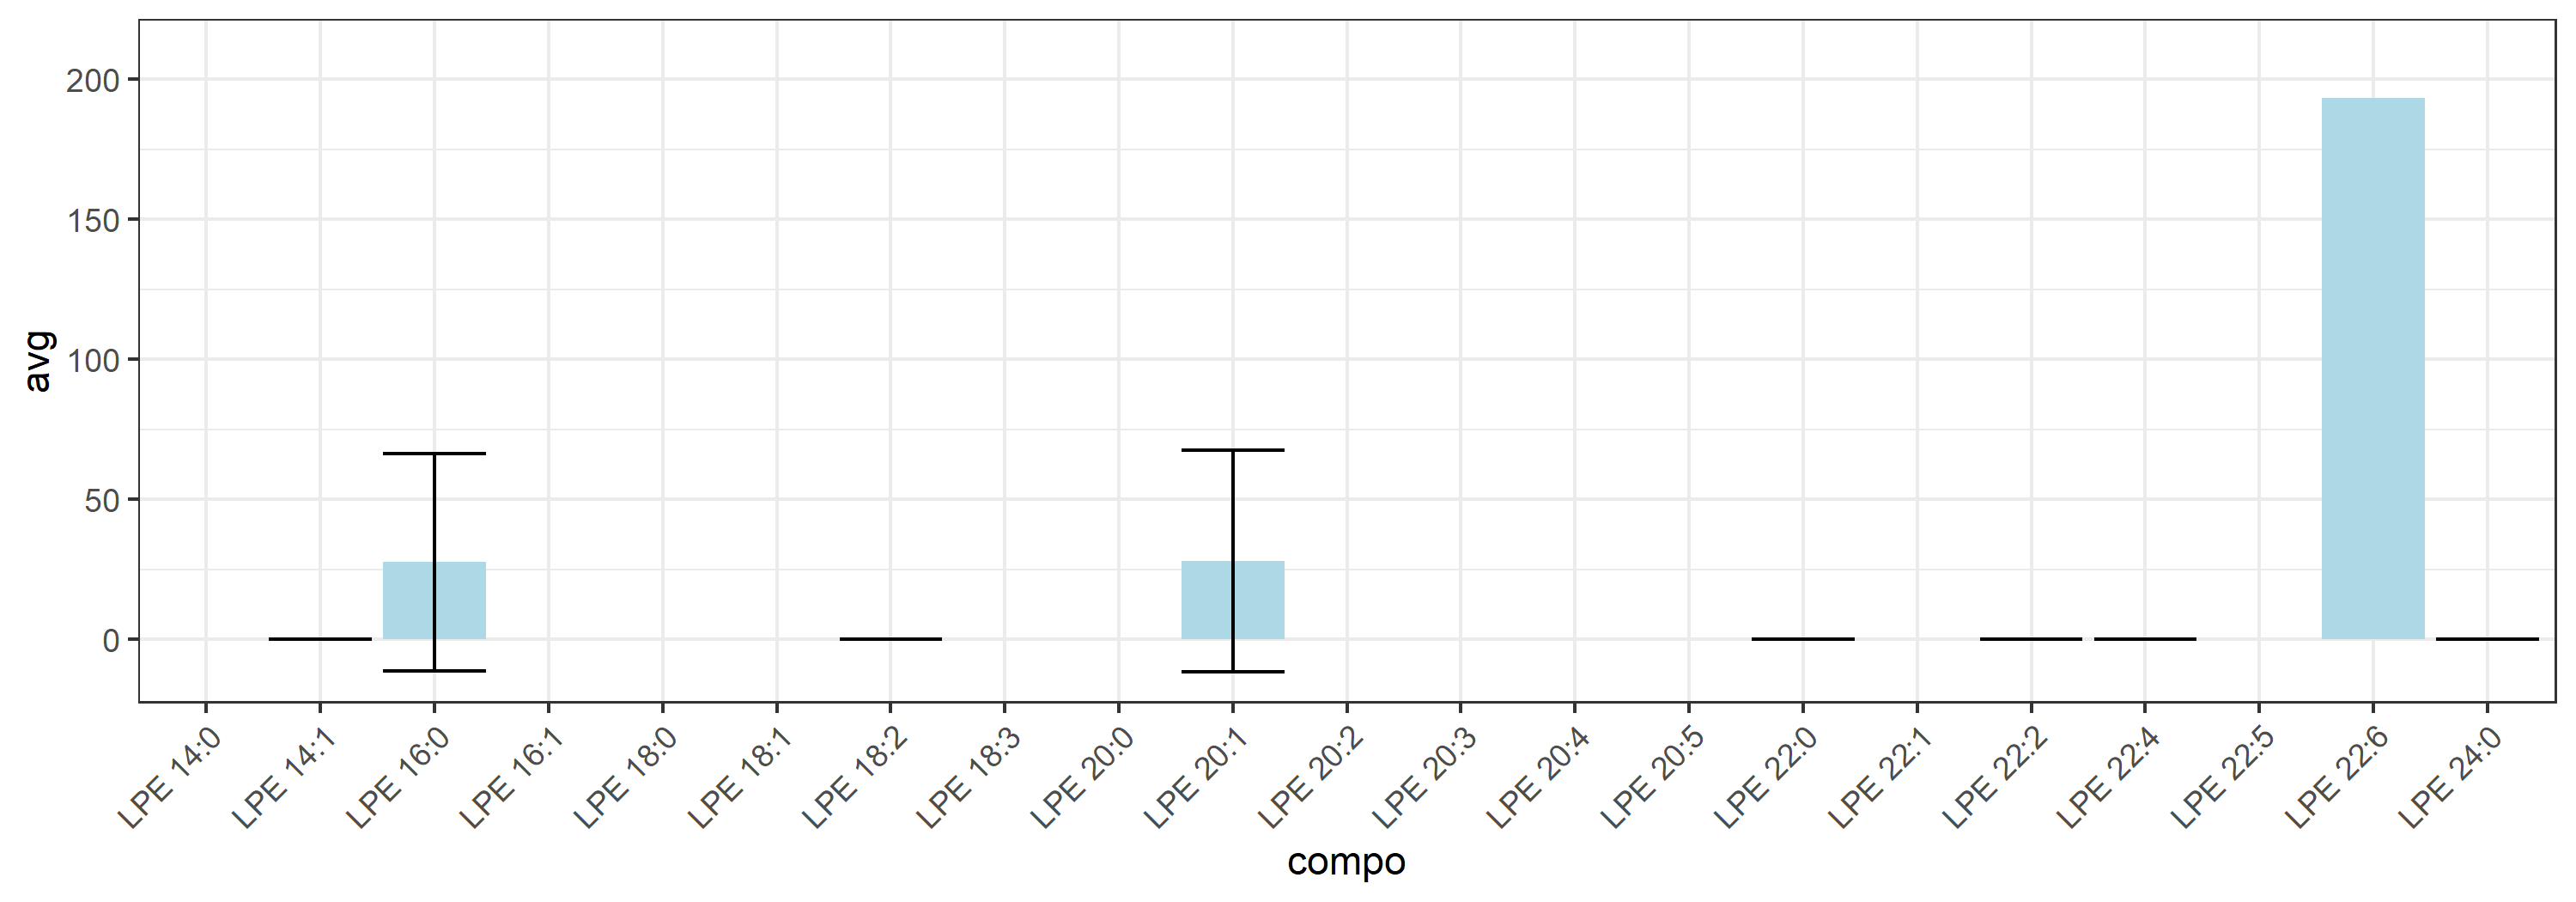 200
150
100
50
0
avg
LPE 14:0
LPE 14:1
LPE 16:0
LPE 16:1
LPE 18:0
LPE 18:1
LPE 18:2
LPE 18:3
LPE 20:0
LPE 20:1
LPE 20:2
LPE 20:3
LPE 20:4
LPE 20:5
LPE 22:0
LPE 22:1
LPE 22:2
LPE 22:4
LPE 22:5
LPE 22:6
LPE 24:0
compo